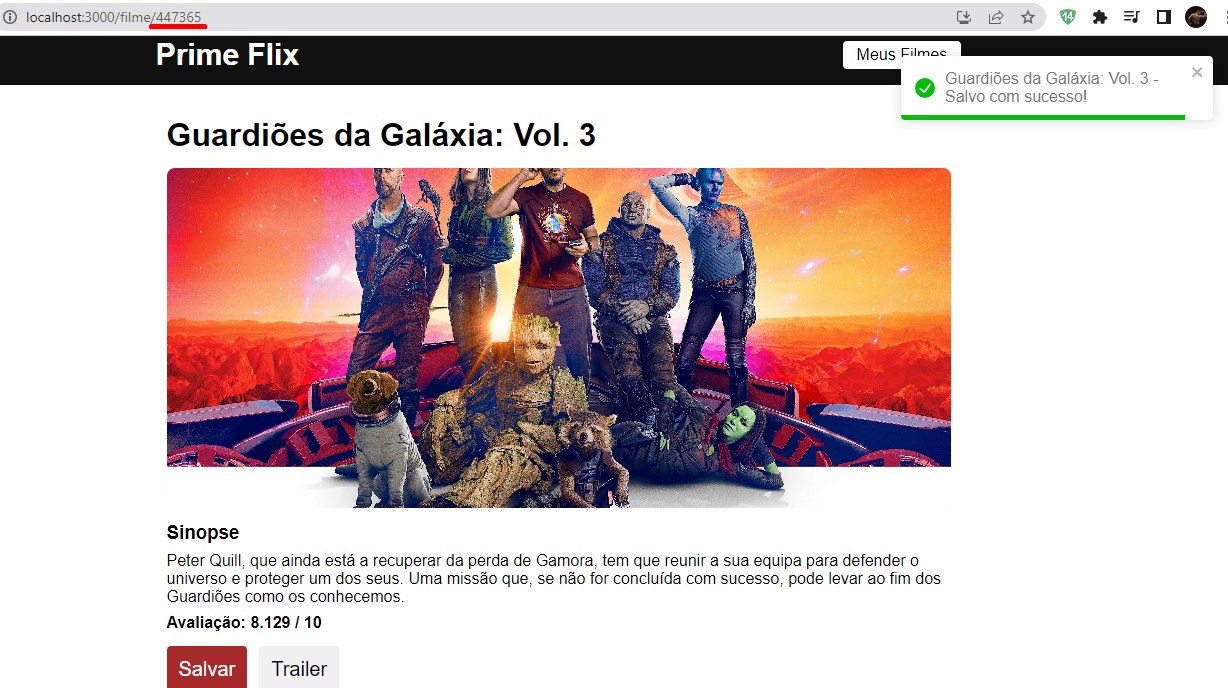 localhost:3000/filme/447365
14
Prime Flix
Meus Filmes
Guardiões da Galáxia: Vol. 3 -
Salvo com sucesso!
Guardiões da Galáxia: Vol. 3
Sinopse
Peter Quill, que ainda está a recuperar da perda de Gamora, tem que reunir a sua equipa para defender o
universo e proteger um dos seus. Uma missão que, se não for concluída com sucesso, pode levar ao fim dos
Guardiões como os conhecemos.
Avaliação: 8.129 / 10
Salvar
Trailer